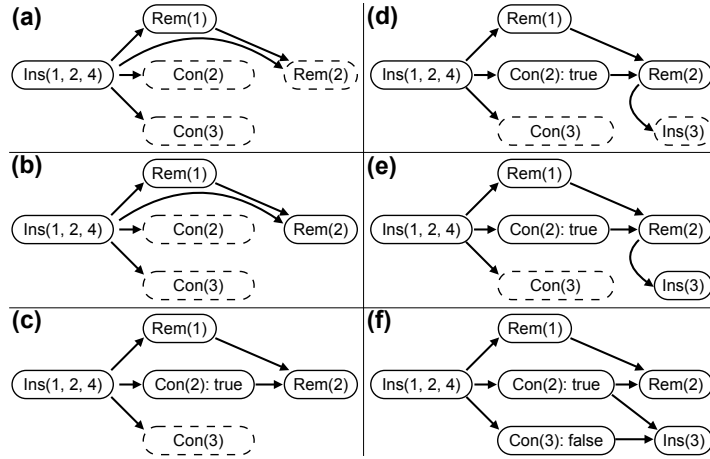 (a)
Rem(1)
Ins(1, 2, 4)
Con(2)
Rem(2)
Con(3)
(b)
Rem(1)
Ins(1, 2, 4)
Con(2)
Rem(2)
Con(3)
(c)
Rem(1)
Ins(1, 2, 4)
Con(2): true
Rem(2)
Con(3)
(d)
Rem(1)
Ins(1, 2, 4)
Con(2): true
Rem(2)
Con(3)
Ins(3)
(e)
Rem(1)
Ins(1, 2, 4)
Con(2): true
Rem(2)
Con(3)
Ins(3)
(f)
Rem(1)
Ins(1, 2, 4)
Con(2): true
Rem(2)
Con(3): false
Ins(3)